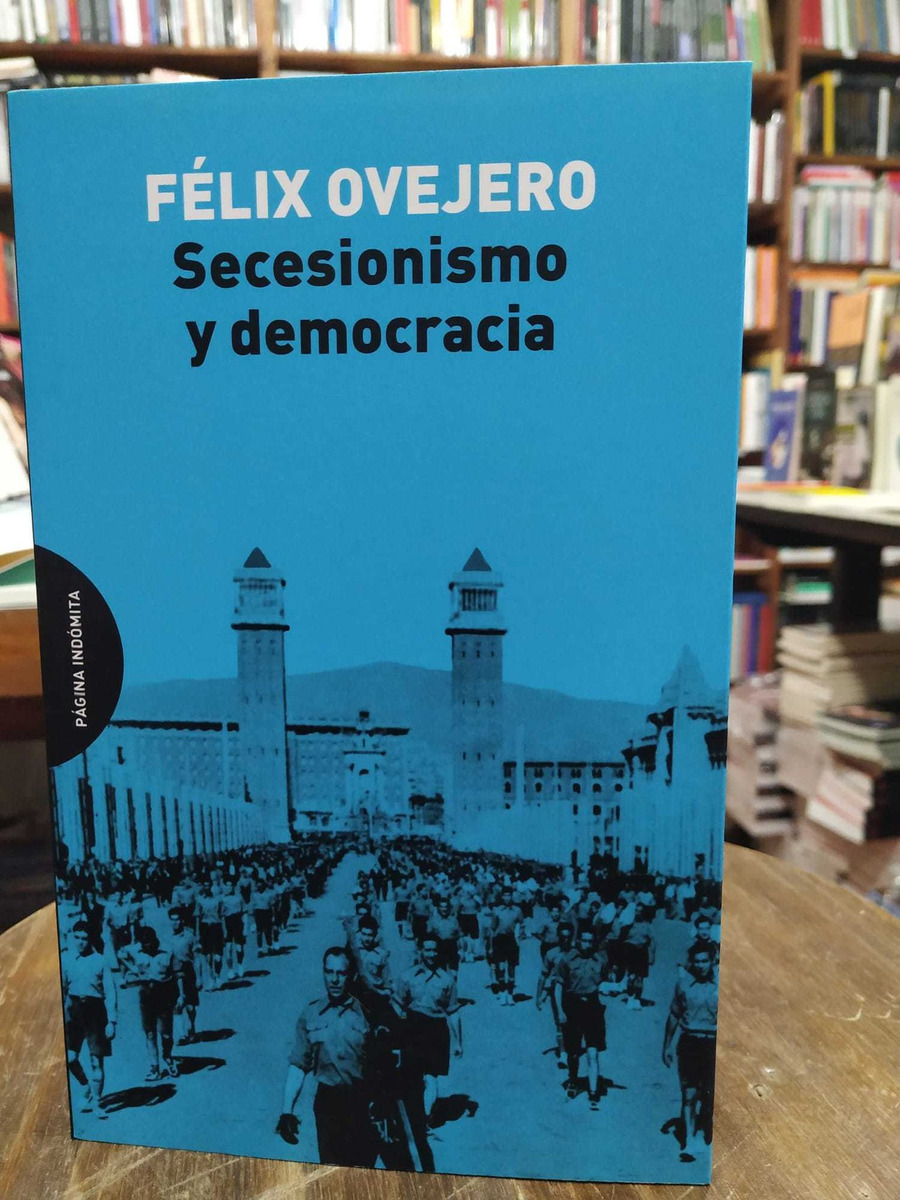 FÉLIX OVEJERO
Secesionismo
y democracia
PÁGINA INDÓMITA